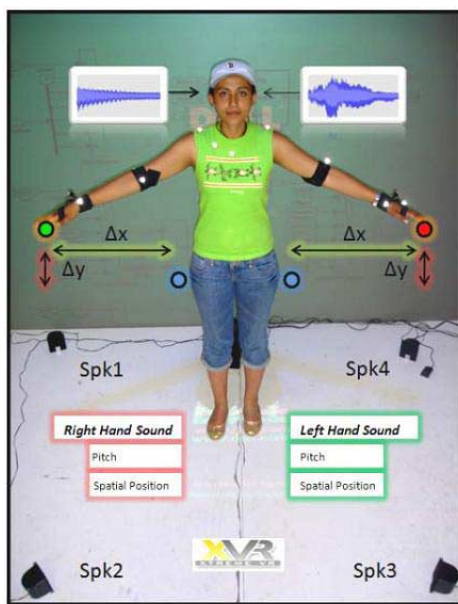 B
Δx
Δx
Δy
Δy
Spk1
Spk4
Right Hand Sound
Left Hand Sound
Pitch
Pitch
Spatial Position
Spatial Position
Spk2
XVR
EXTREME VR
Spk3